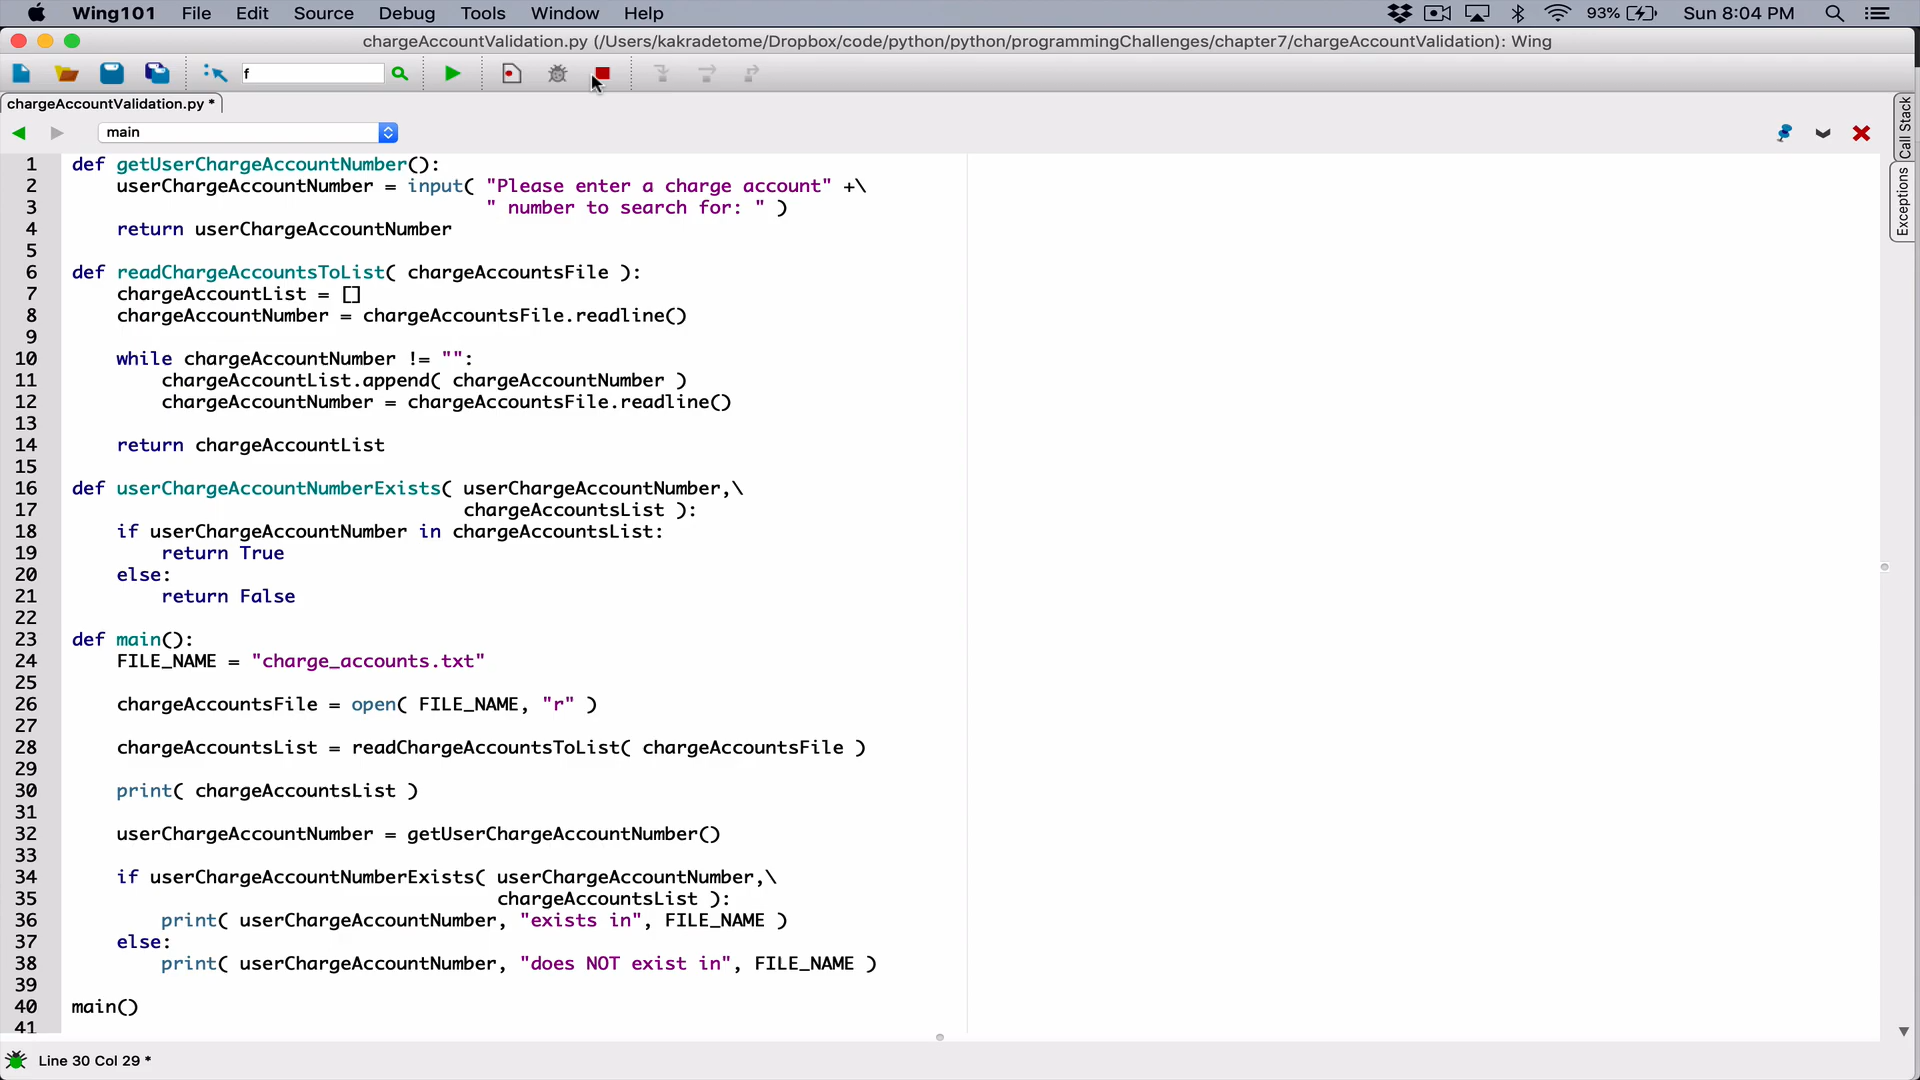 Wing101 File Edit Source Debug Tools Window Help 93% Sun 8:04 PM
chargeAccountValidation.py (/Users/kakradetome/Dropbox/code/python/python/programmingChallenges/chapter7/chargeAccountValidation): Wing
f
chargeAccountValidation.py *
main
Call Stack
Exceptions
1 def getUserChargeAccountNumber():
2 userChargeAccountNumber = input( "Please enter a charge account" +\
3 " number to search for: " )
4 return userChargeAccountNumber
5
6 def readChargeAccountsToList( chargeAccountsFile ):
7 chargeAccountList = []
8 chargeAccountNumber = chargeAccountsFile.readline()
9
10 while chargeAccountNumber != "":
11 chargeAccountList.append( chargeAccountNumber )
12 chargeAccountNumber = chargeAccountsFile.readline()
13
14 return chargeAccountList
15
16 def userChargeAccountNumberExists( userChargeAccountNumber,\
17 chargeAccountsList ):
18 if userChargeAccountNumber in chargeAccountsList:
19 return True
20 else:
21 return False
22
23 def main():
24 FILE_NAME = "charge_accounts.txt"
25
26 chargeAccountsFile = open( FILE_NAME, "r" )
27
28 chargeAccountsList = readChargeAccountsToList( chargeAccountsFile )
29
30 print( chargeAccountsList )
31
32 userChargeAccountNumber = getUserChargeAccountNumber()
33
34 if userChargeAccountNumberExists( userChargeAccountNumber,\
35 chargeAccountsList ):
36 print( userChargeAccountNumber, "exists in", FILE_NAME )
37 else:
38 print( userChargeAccountNumber, "does NOT exist in", FILE_NAME )
39
40 main()
41
Line 30 Col 29 *